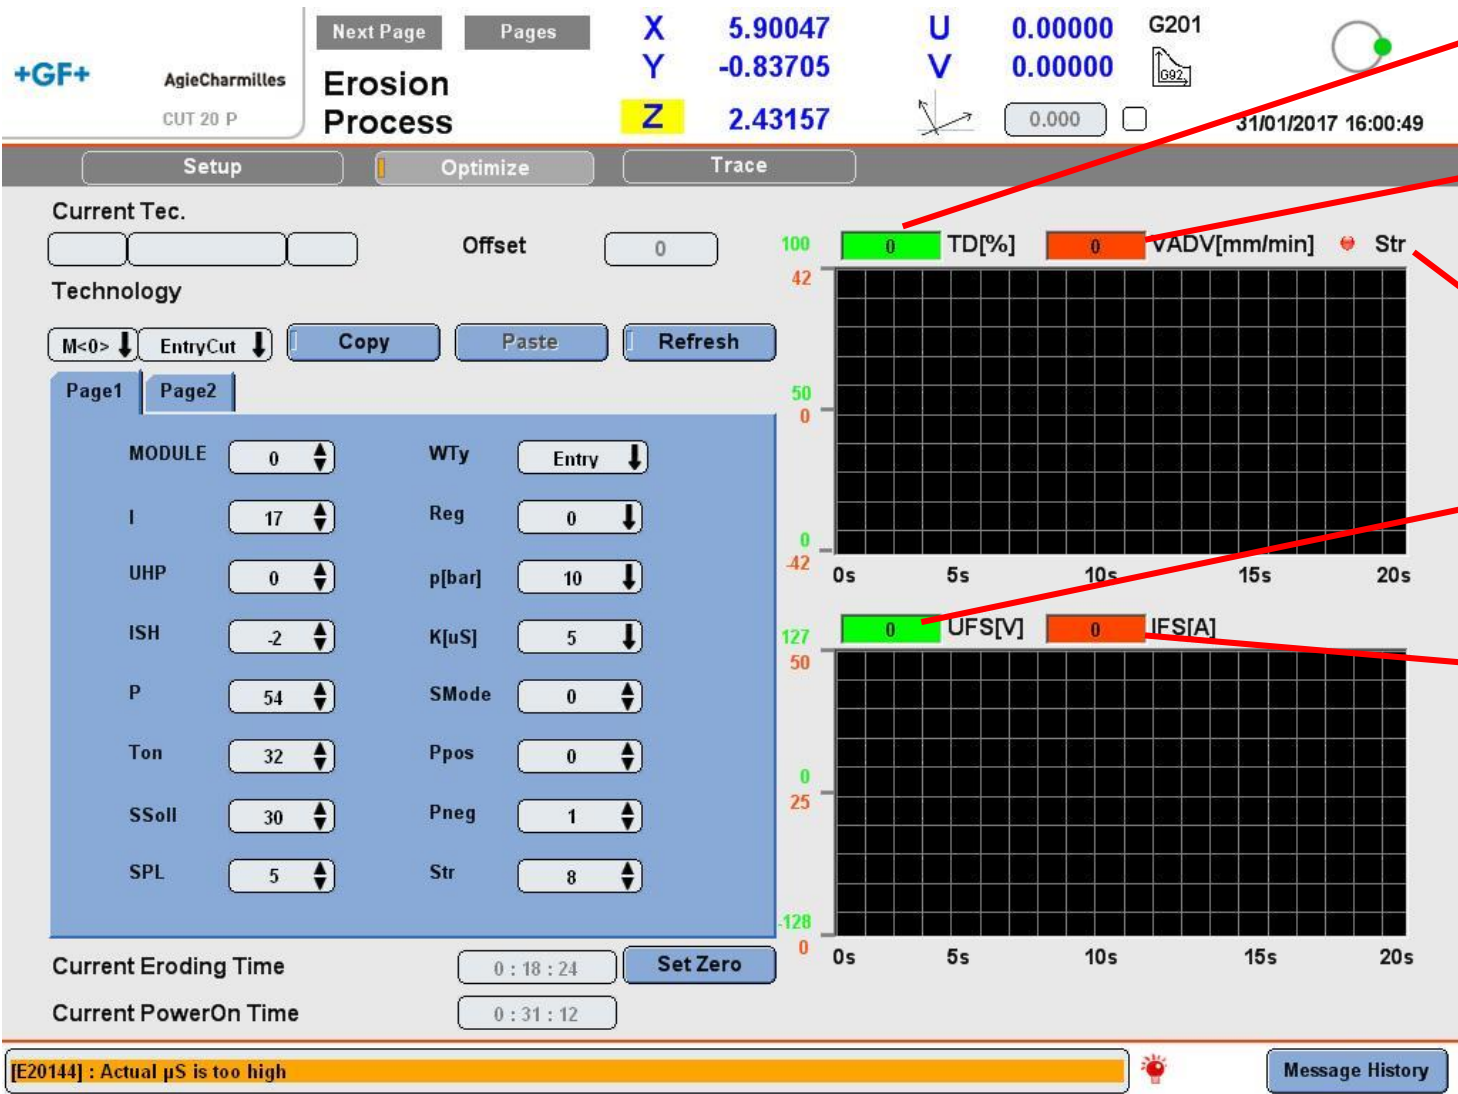 Next Page Pages X 5.90047 U 0.00000 G201
+GF+ AgieCharmilles Erosion Y -0.83705 V 0.00000 G92
CUT 20 P Process Z 2.43157 0.000 31/01/2017 16:00:49
Setup Optimize Trace
Current Tec.
Offset 0 100 0 TD[%] 0 VADV[mm/min] Str
42
Technology
M<0> EntryCut Copy Paste Refresh
Page1 Page2 50
0
MODULE 0 WTy Entry
I 17 Reg 0
0
-42
UHP 0 p[bar] 10 0s 5s 10s 15s 20s
ISH -2 K[uS] 5 127 0 UFS[V] 0 IFS[A]
50
P 54 SMode 0
Ton 32 Ppos 0 0
25
SSoll 30 Pneg 1
SPL 5 Str 8
-128
0
Current Eroding Time 0 : 18 : 24 Set Zero 0s 5s 10s 15s 20s
Current PowerOn Time 0 : 31 : 12
[E20144] : Actual µS is too high Message History